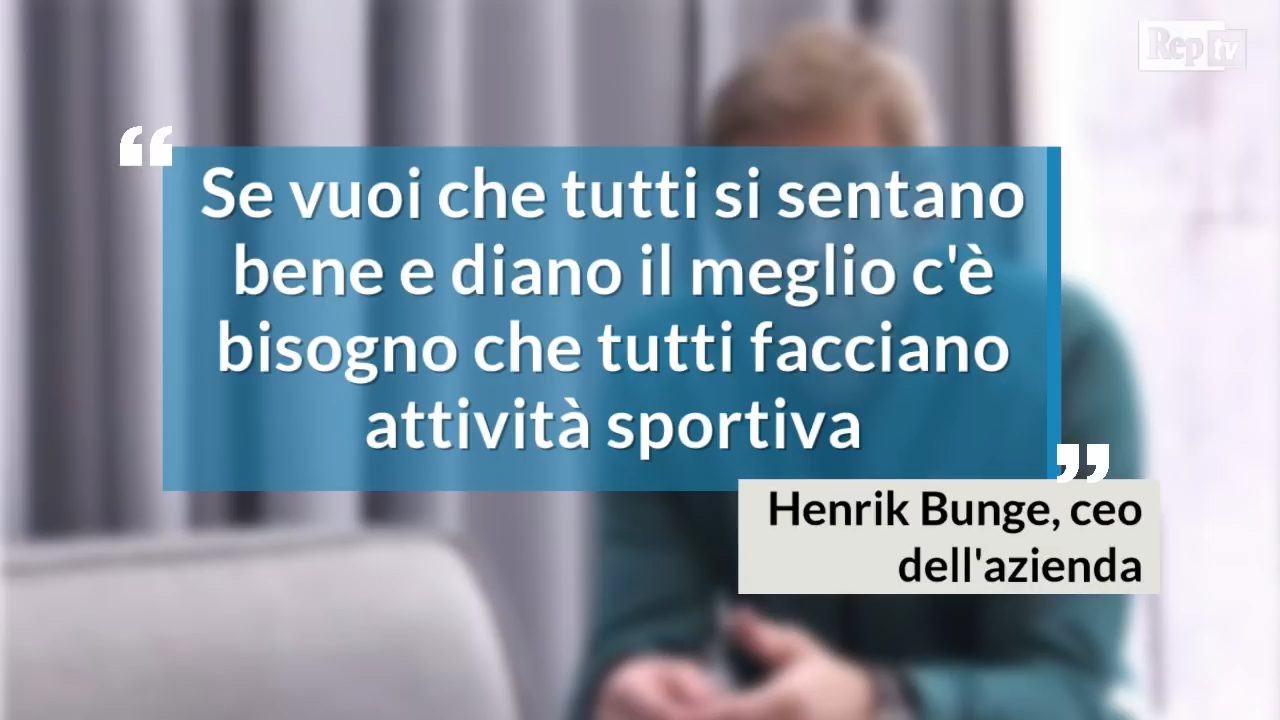 Rep tv
“
Se vuoi che tutti si sentano
bene e diano il meglio c'è
bisogno che tutti facciano
attività sportiva
”
Henrik Bunge, ceo
dell'azienda